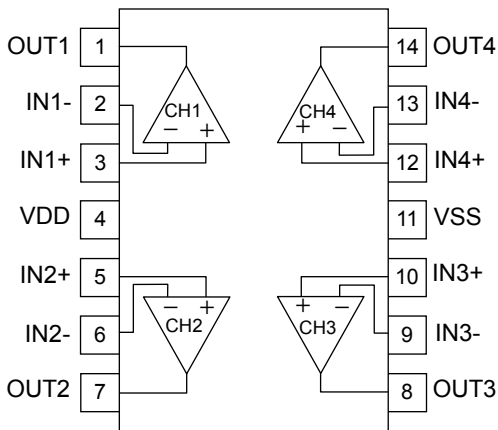 OUT1 1 14 OUT4
IN1- 2 CH1 CH4 13 IN4-
− + + −
IN1+ 3 12 IN4+
VDD 4 11 VSS
IN2+ 5 10 IN3+
− + + −
IN2- 6 CH2 CH3 9 IN3-
OUT2 7 8 OUT3